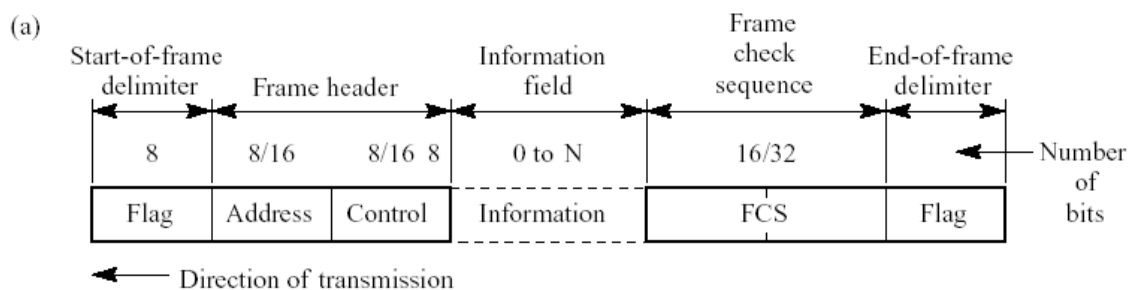 (a)
Start-of-frame
delimiter
Frame header
Information
field
Frame
check
sequence
End-of-frame
delimiter
8
8/16
8/16 8
0 to N
16/32
Number
of
bits
Flag
Address
Control
Information
FCS
Flag
Direction of transmission